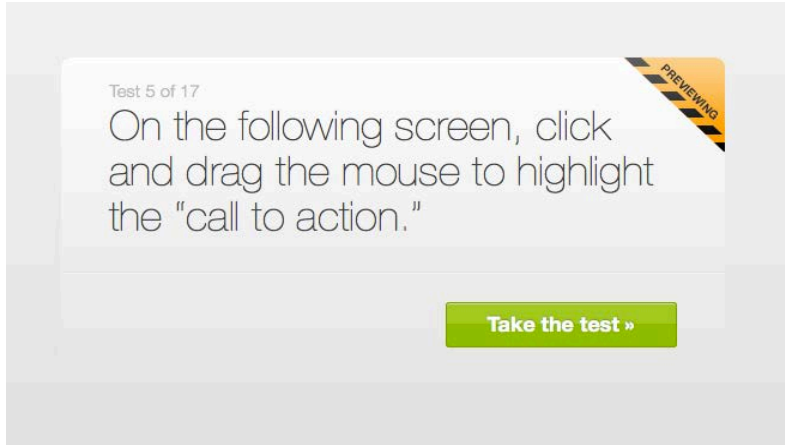 Test 5 of 17
PREVIEWING
On the following screen, click
and drag the mouse to highlight
the “call to action.”
Take the test »